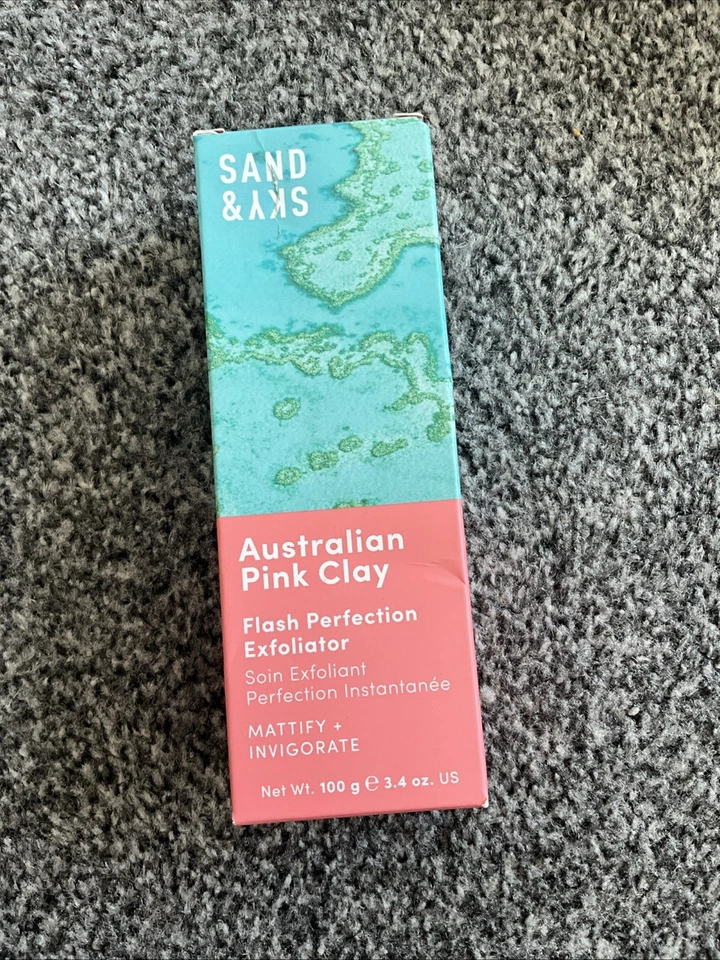 SAND
& SKY
Australian
Pink Clay
Flash Perfection
Exfoliator
Soin Exfoliant
Perfection Instantanée
MATTIFY +
INVIGORATE
Net Wt. 100 g ℮ 3.4 oz. US